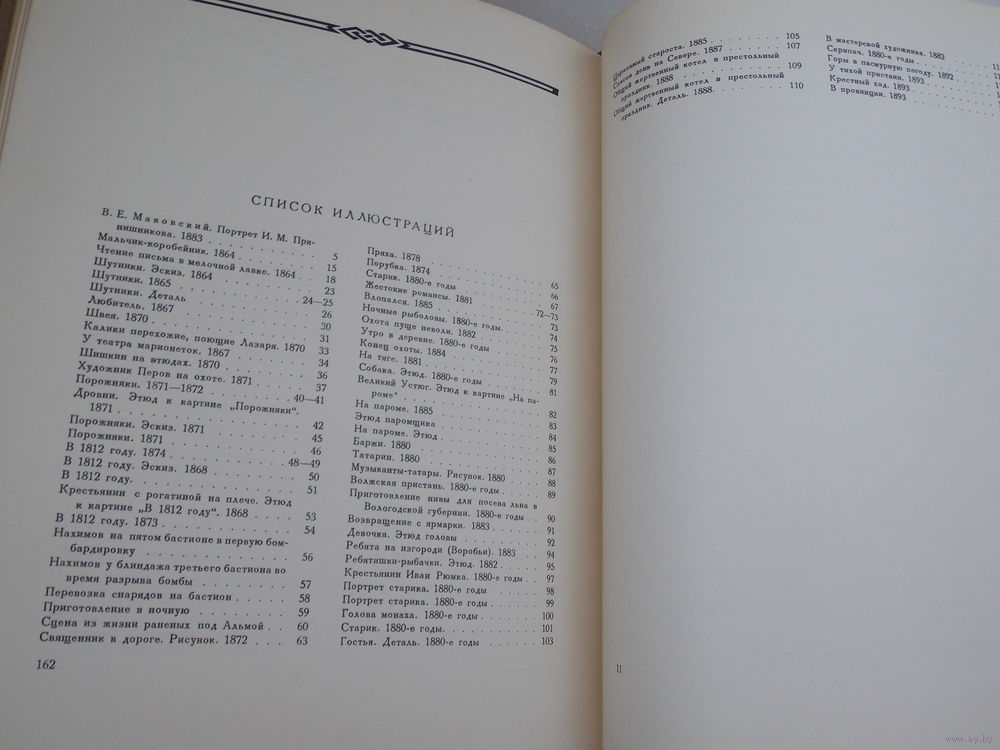 СПИСОК ИЛЛЮСТРАЦИЙ
В. Е. Маковский. Портрет И. М. Пря-
нишникова. 1883 . . . . . . . . . . 5
Мальчик-коробейник. 1864 . . . . . . 15
Чтение письма в мелочной лавке. 1864 . . 18
Шутники. Эскиз. 1864 . . . . . . . . 23
Шутники. 1865 . . . . . . . . . . 24—25
Шутники. Деталь . . . . . . . . . . 26
Любитель. 1867 . . . . . . . . . . 30
Швея. 1870 . . . . . . . . . . . . 31
Калики перехожие, поющие Лазаря. 1870 33
У театра марионеток. 1867 . . . . . . 34
Шишкин на этюдах. 1870 . . . . . . . 36
Художник Перов на охоте. 1871 . . . . 37
Порожняки. 1871—1872 . . . . . . . 40—41
Дровни. Этюд к картине „Порожняки“.
1871 . . . . . . . . . . . . . . 42
Порожняки. Эскиз. 1871 . . . . . . . 45
Порожняки. 1871 . . . . . . . . . . 46
В 1812 году. 1874 . . . . . . . . . 48—49
В 1812 году. Эскиз. 1868 . . . . . . 50
В 1812 году. . . . . . . . . . . . 51
Крестьянин с рогатиной на плече. Этюд
к картине „В 1812 году“. 1868 . . . . 53
В 1812 году. 1873 . . . . . . . . . 54
Нахимов на пятом бастионе в первую бом-
бардировку . . . . . . . . . . . . 56
Нахимов у блиндажа третьего бастиона во
время разрыва бомбы . . . . . . . . 57
Перевозка снарядов на бастион . . . . . 58
Приготовление в ночную . . . . . . . 59
Сцена из жизни раненых под Альмой . . 60
Священник в дороге. Рисунок. 1872 . . . 63
162
Пряха. 1878 . . . . . . . . . .
Порубка. 1874 . . . . . . . . . .
Старик. 1880-е годы . . . . . . . . 65
Жестокие романсы. 1881 . . . . . . . 66
Влопался. 1885 . . . . . . . . . . 67
Ночные рыболовы. 1880-е годы. . . . 72—73
Охота пуще неволи. 1882 . . . . . . 73
Утро в деревне. 1880-е годы . . . . . 74
Конец охоты. 1884 . . . . . . . . . 75
На тяге. 1881 . . . . . . . . . . . 76
Собака. Этюд. 1880-е годы . . . . . . 77
Великий Устюг. Этюд к картине „На па- 79
роме“ . . . . . . . . . . . . . . 81
На пароме. 1885 . . . . . . . . . . 82
Этюд паромщика . . . . . . . . . . 83
На пароме. Этюд . . . . . . . . . . 84
Баржи. 1880 . . . . . . . . . . . . 85
Татарин. 1880 . . . . . . . . . . . 86
Музыканты-татары. Рисунок. 1880 . . . . 87
Волжская пристань. 1880-е годы . . . . 88
Приготовление нивы для посева льна в 89
Вологодской губернии. 1880-е годы . . 90
Возвращение с ярмарки. 1883 . . . . . 91
Девочка. Этюд головы . . . . . . . . 92
Ребята на изгороди (Воробьи). 1883 . . . 94
Ребятишки-рыбачки. Этюд. 1882 . . . . . 95
Крестьянин Иван Рюмка. 1880-е годы . . 97
Портрет старика. 1880-е годы . . . . . 98
Портрет старика. 1880-е годы . . . . . 99
Голова монаха. 1880-е годы . . . . . . 100
Старик. 1880-е годы. . . . . . . . . 101
Гостья. Деталь. 1880-е годы . . . . . . 103
Церковный староста. 1885 . . . . . . . 105
Спасов день на Севере. 1887 . . . . . 107
Общий жертвенный котел в престольный
праздник. 1888 . . . . . . . . . . 109
Общий жертвенный котел в престольный
праздник. Деталь. 1888. . . . . . . . 110
В мастерской художника. 1882
Скрипач. 1880-е годы . . . . . .
Горы в пасмурную погоду. 1892 . .
У тихой пристани. 1893 . . . . .
Крестный ход. 1893 . . . . . .
В провинции. 1893 . . . . . .
11
www.ay.by